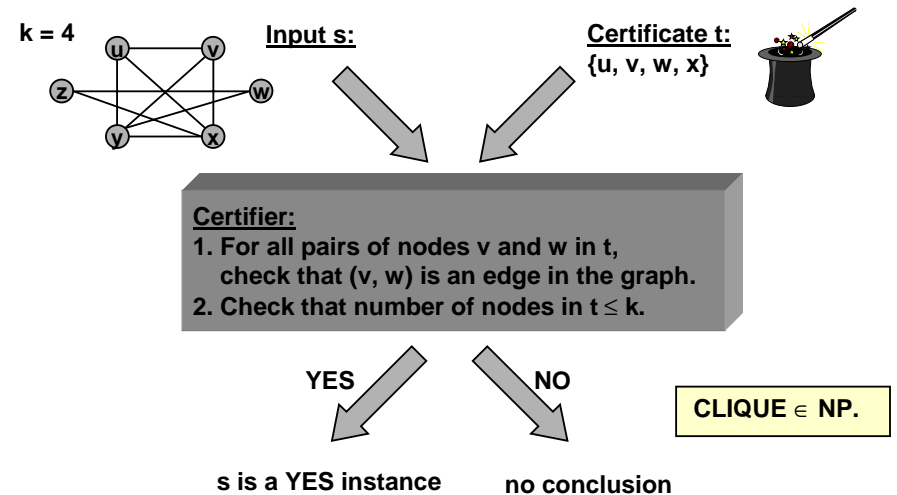 k = 4
Input s:
Certificate t:
{u, v, w, x}
u
v
z
w
y
x
Certifier:
1. For all pairs of nodes v and w in t,
check that (v, w) is an edge in the graph.
2. Check that number of nodes in t ≤ k.
YES
NO
CLIQUE ∈ NP.
s is a YES instance
no conclusion